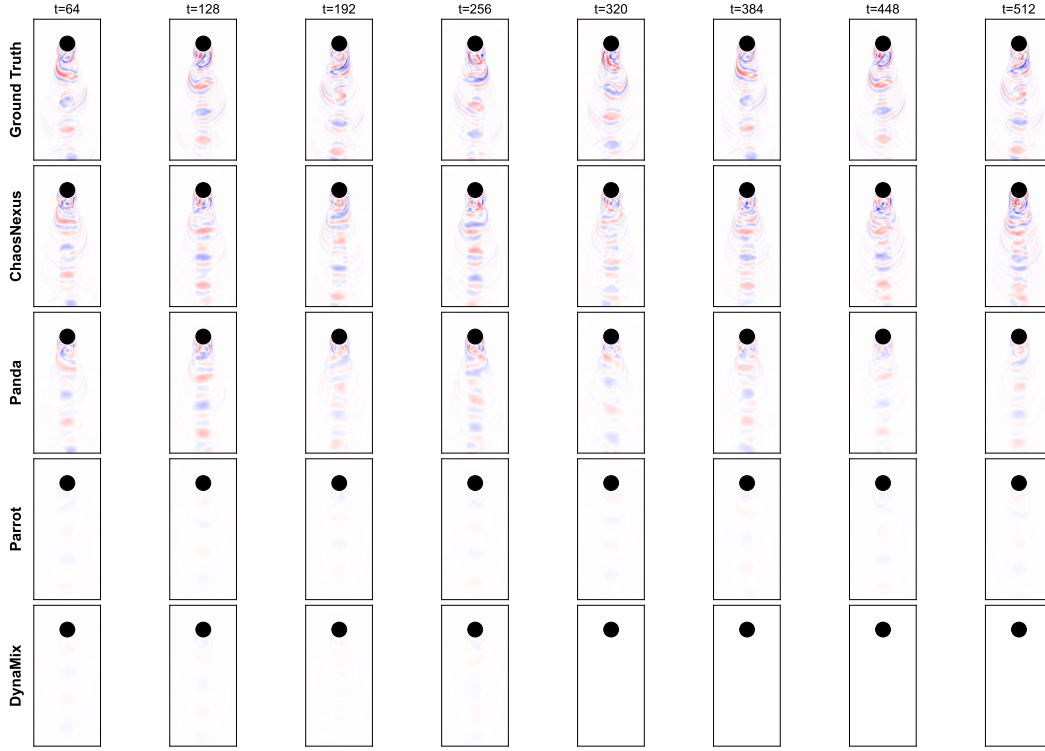 t=64 t=128 t=192 t=256 t=320 t=384 t=448 t=512
Ground Truth
ChaosNexus
Panda
Parrot
DynaMix